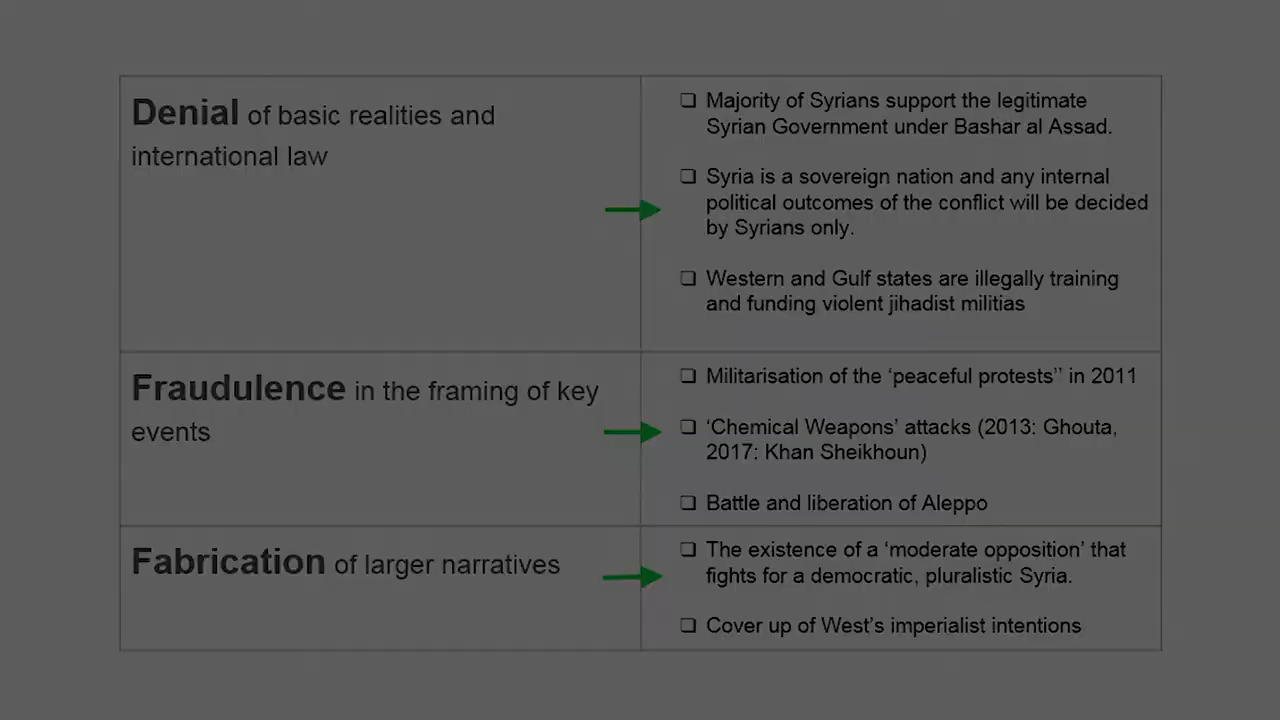 Denial of basic realities and
international law
❑ Majority of Syrians support the legitimate
Syrian Government under Bashar al Assad.
❑ Syria is a sovereign nation and any internal
political outcomes of the conflict will be decided
by Syrians only.
❑ Western and Gulf states are illegally training
and funding violent jihadist militias
Fraudulence in the framing of key
events
❑ Militarisation of the ‘peaceful protests’' in 2011
❑ ‘Chemical Weapons’ attacks (2013: Ghouta,
2017: Khan Sheikhoun)
❑ Battle and liberation of Aleppo
Fabrication of larger narratives
❑ The existence of a ‘moderate opposition’ that
fights for a democratic, pluralistic Syria.
❑ Cover up of West’s imperialist intentions